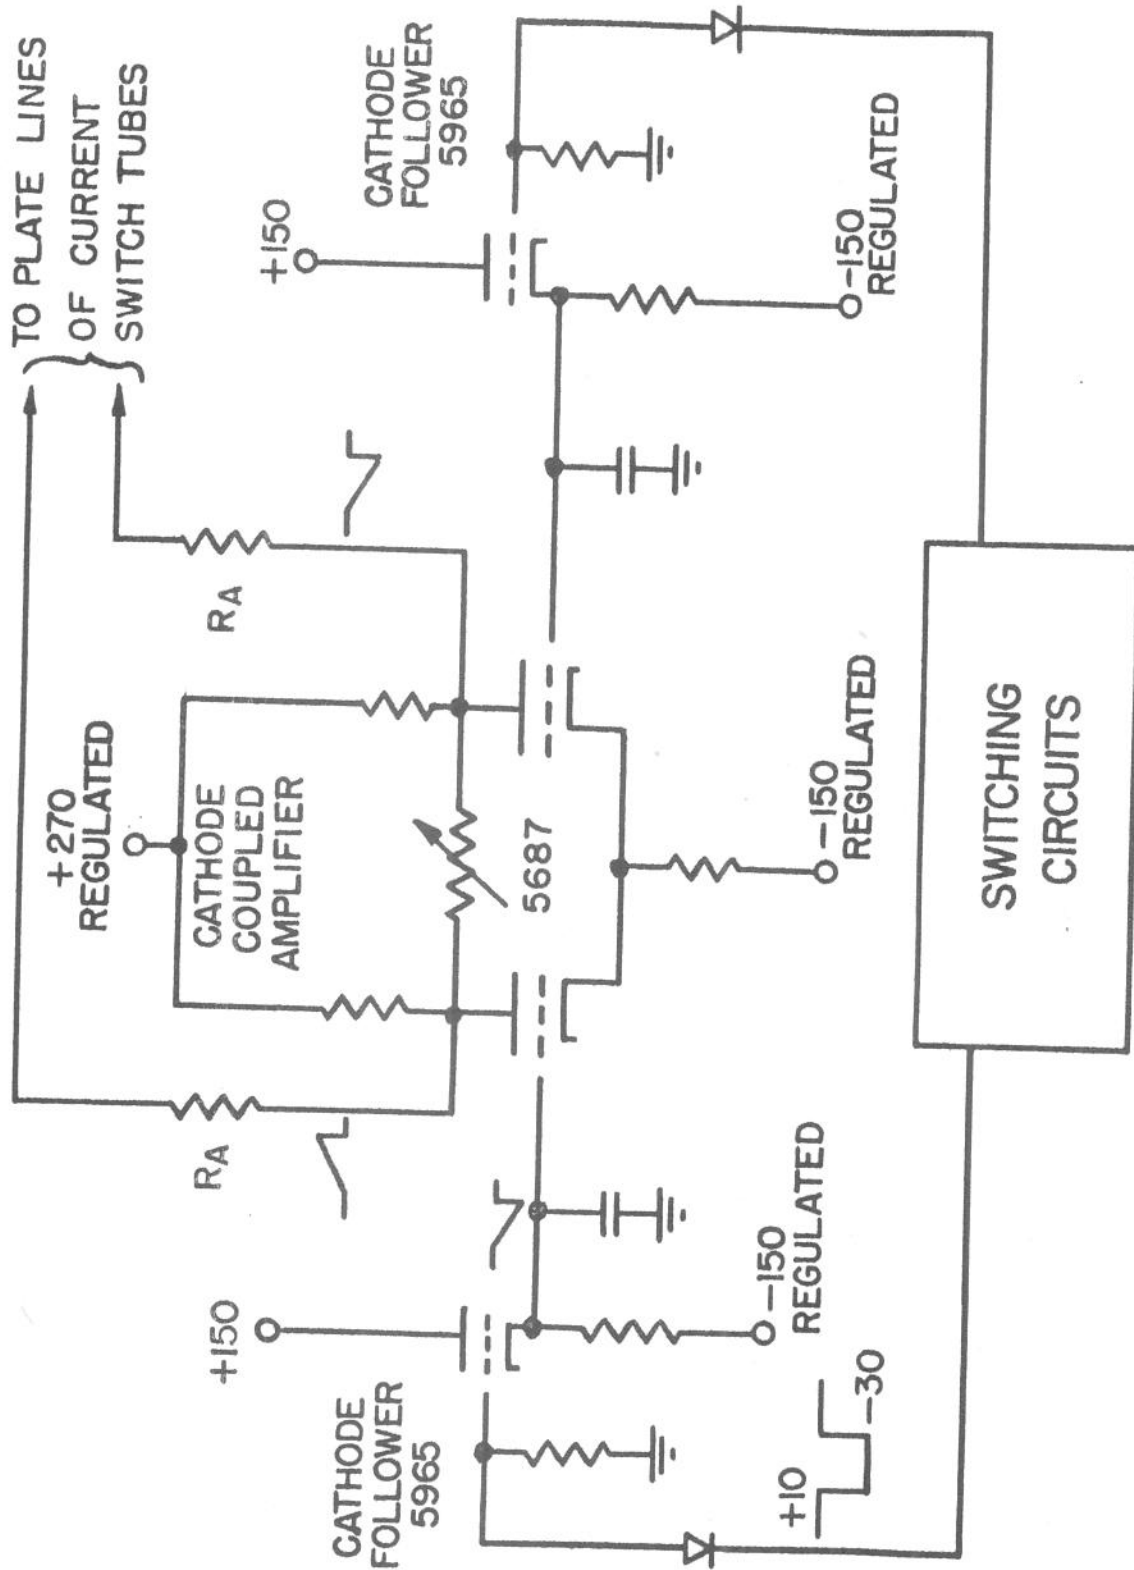 TO PLATE LINES
OF CURRENT
SWITCH TUBES
+270
REGULATED
RA
RA
+150
+150
CATHODE
COUPLED
AMPLIFIER
CATHODE
FOLLOWER
5965
CATHODE
FOLLOWER
5965
5687
+10
-30
-150
REGULATED
-150
REGULATED
-150
REGULATED
SWITCHING
CIRCUITS